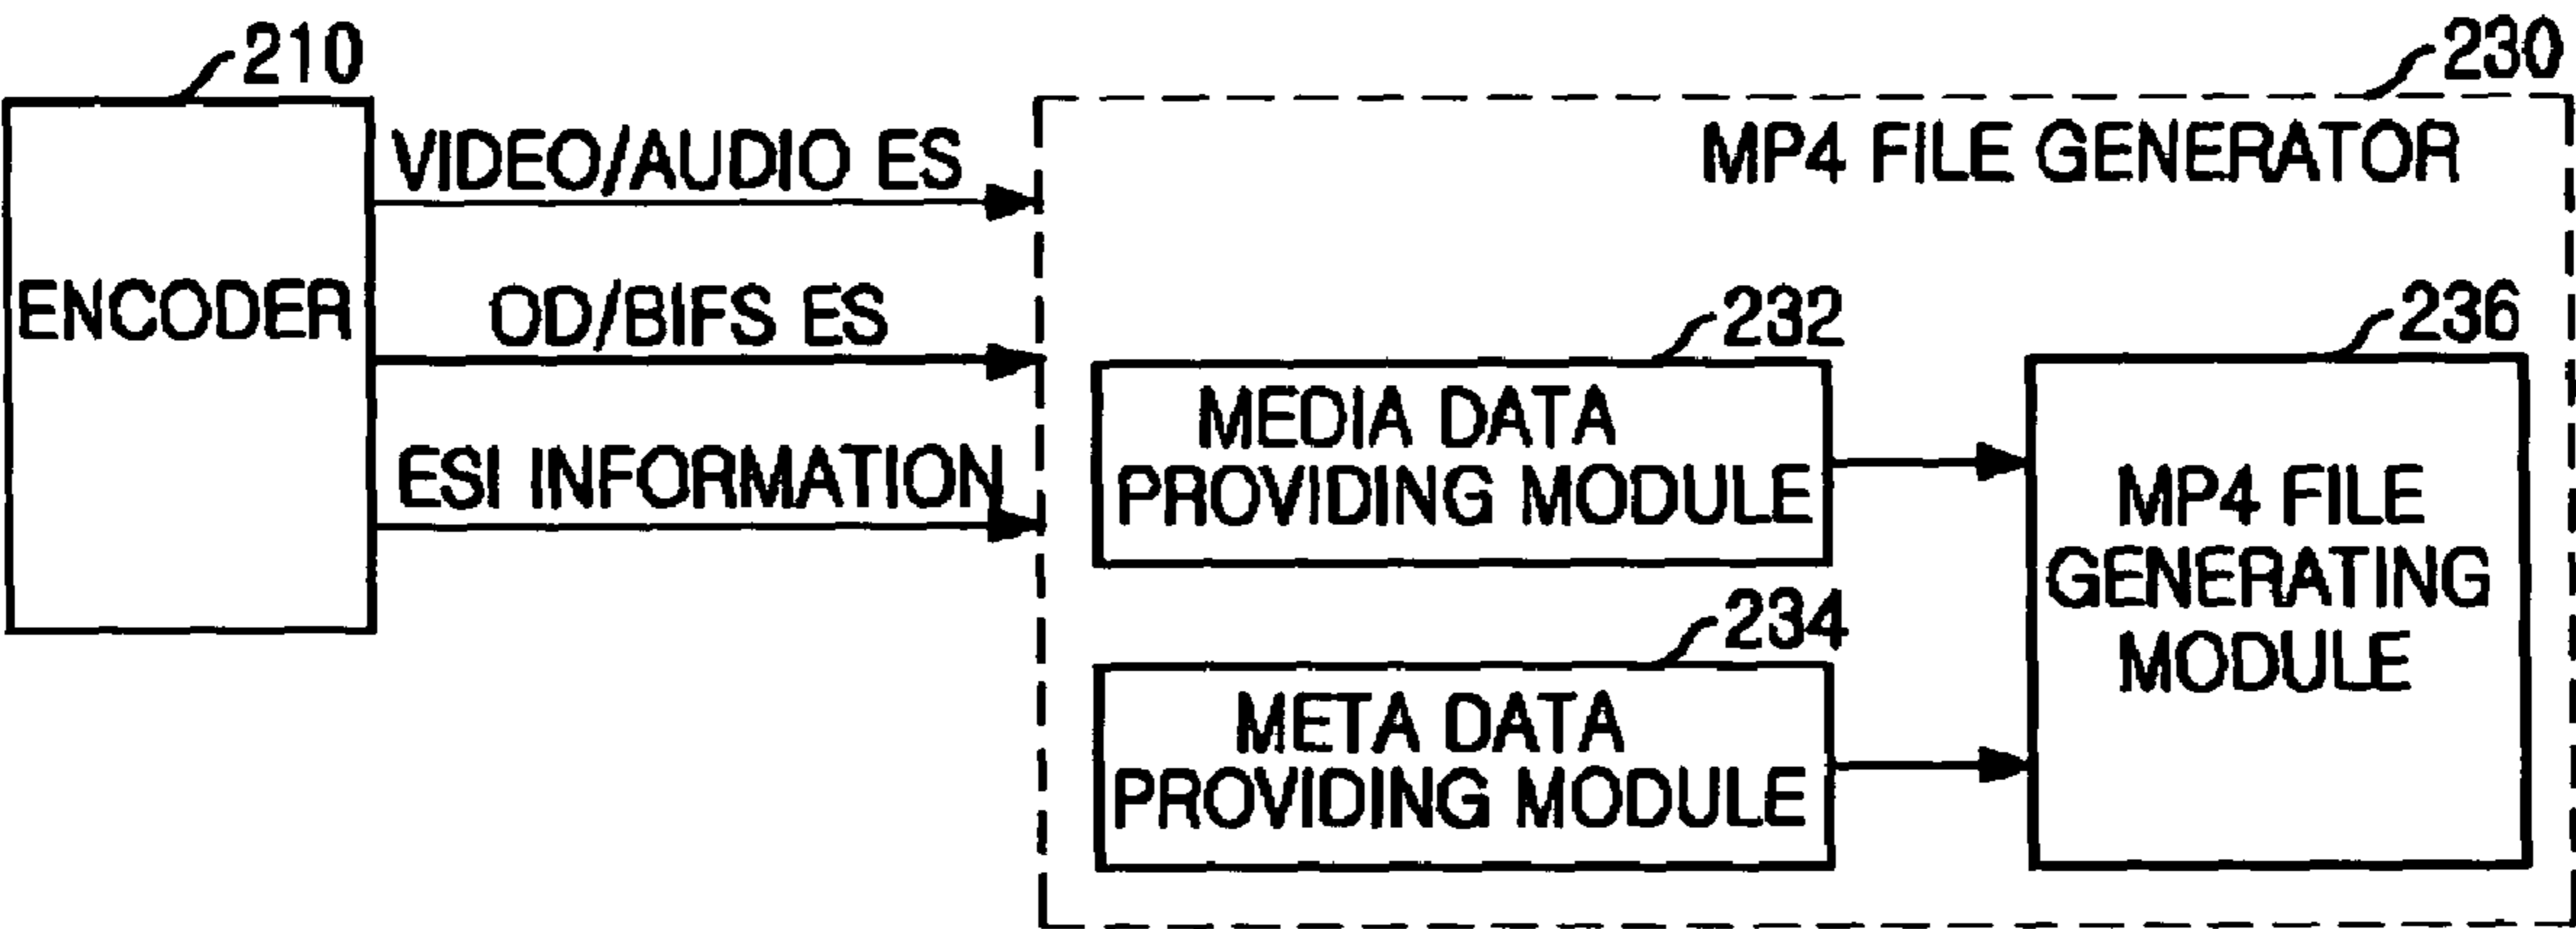 210
230
VIDEO/AUDIO ES
MP4 FILE GENERATOR
ENCODER
OD/BIFS ES
232
236
ESI INFORMATION
MEDIA DATA
PROVIDING MODULE
MP4 FILE
GENERATING
MODULE
234
META DATA
PROVIDING MODULE